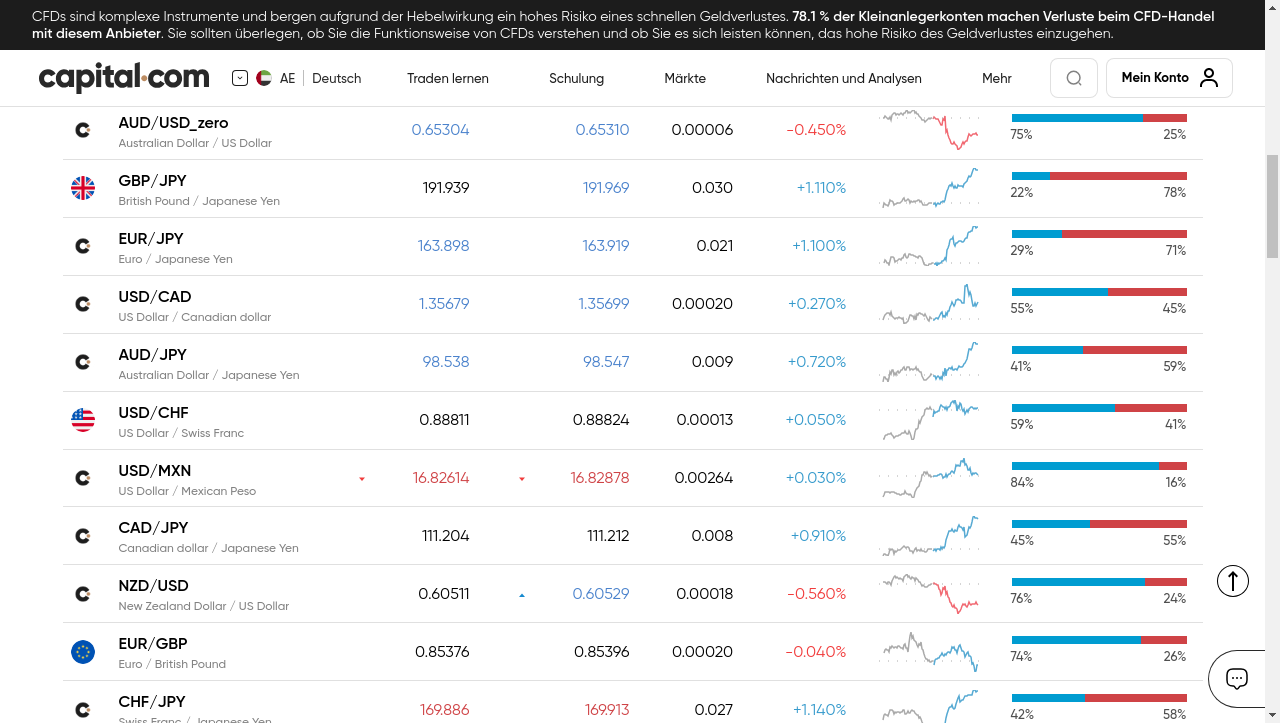 CFDs sind komplexe Instrumente und bergen aufgrund der Hebelwirkung ein hohes Risiko eines schnellen Geldverlustes. 78.1 % der Kleinanlegerkonten machen Verluste beim CFD-Handel
mit diesem Anbieter. Sie sollten überlegen, ob Sie die Funktionsweise von CFDs verstehen und ob Sie es sich leisten können, das hohe Risiko des Geldverlustes einzugehen.
capital.com AE Deutsch Traden lernen Schulung Märkte Nachrichten und Analysen Mehr Mein Konto
AUD/USD_zero 0.65304 0.65310 0.00006 -0.450% 75% 25%
Australian Dollar / US Dollar
GBP/JPY 191.939 191.969 0.030 +1.110% 22% 78%
British Pound / Japanese Yen
EUR/JPY 163.898 163.919 0.021 +1.100% 29% 71%
Euro / Japanese Yen
USD/CAD 1.35679 1.35699 0.00020 +0.270% 55% 45%
US Dollar / Canadian dollar
AUD/JPY 98.538 98.547 0.009 +0.720% 41% 59%
Australian Dollar / Japanese Yen
USD/CHF 0.88811 0.88824 0.00013 +0.050% 59% 41%
US Dollar / Swiss Franc
USD/MXN 16.82614 16.82878 0.00264 +0.030% 84% 16%
US Dollar / Mexican Peso
CAD/JPY 111.204 111.212 0.008 +0.910% 45% 55%
Canadian dollar / Japanese Yen
NZD/USD 0.60511 0.60529 0.00018 -0.560% 76% 24%
New Zealand Dollar / US Dollar
EUR/GBP 0.85376 0.85396 0.00020 -0.040% 74% 26%
Euro / British Pound
CHF/JPY 169.886 169.913 0.027 +1.140% 42% 58%
Swiss Franc / Japanese Yen